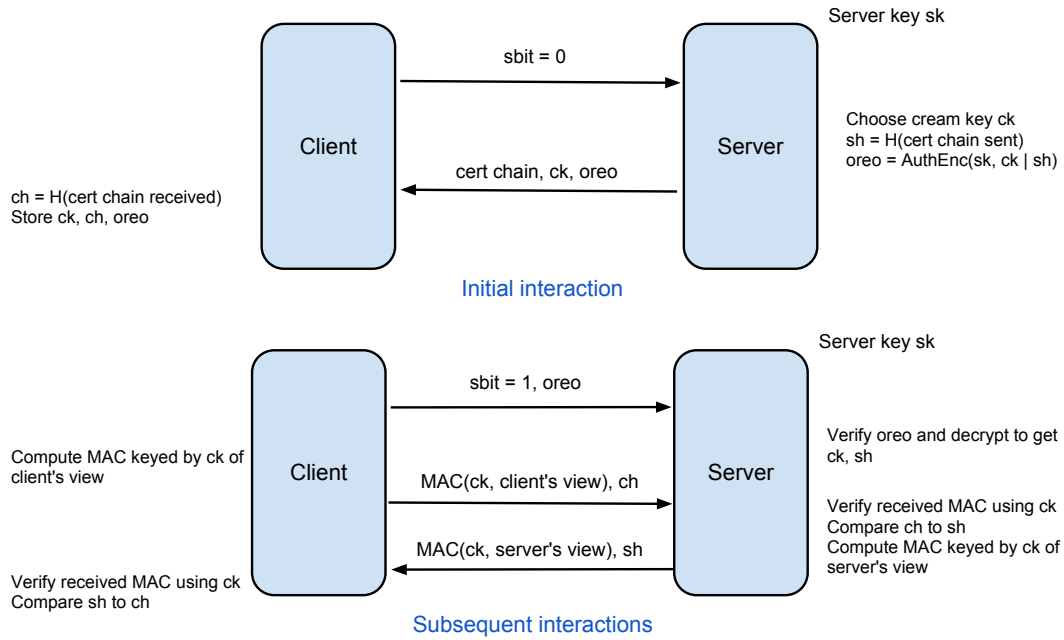 Server key sk
sbit = 0
Client
Server
Choose cream key ck
sh = H(cert chain sent)
oreo = AuthEnc(sk, ck | sh)
cert chain, ck, oreo
ch = H(cert chain received)
Store ck, ch, oreo
Initial interaction
Server key sk
sbit = 1, oreo
Verify oreo and decrypt to get
ck, sh
Compute MAC keyed by ck of
client's view
Client
Server
MAC(ck, client's view), ch
Verify received MAC using ck
Compare ch to sh
Compute MAC keyed by ck of
server's view
MAC(ck, server's view), sh
Verify received MAC using ck
Compare sh to ch
Subsequent interactions